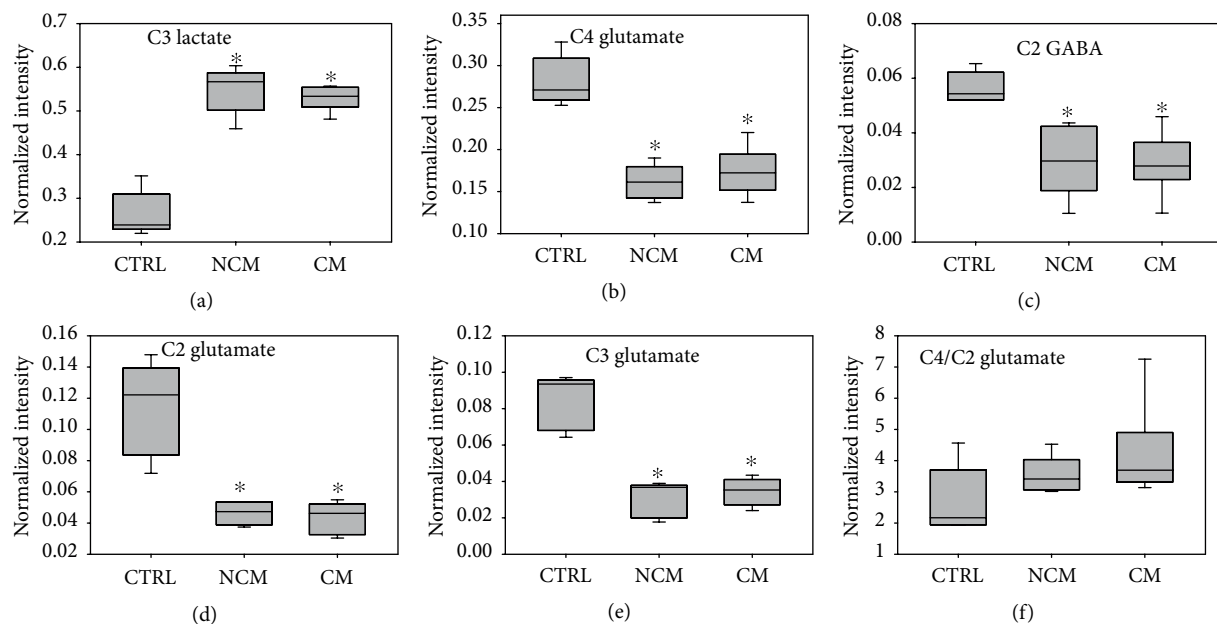 C3 lactate
Normalized intensity
0.7
0.6
0.5
0.4
0.3
0.2
*
*
CTRL NCM CM
(a)
C4 glutamate
Normalized intensity
0.35
0.30
0.25
0.20
0.15
0.10
*
*
CTRL NCM CM
(b)
C2 GABA
Normalized intensity
0.08
0.06
0.04
0.02
0.00
*
*
CTRL NCM CM
(c)
C2 glutamate
Normalized intensity
0.16
0.14
0.12
0.10
0.08
0.06
0.04
0.02
*
*
CTRL NCM CM
(d)
C3 glutamate
Normalized intensity
0.12
0.10
0.08
0.06
0.04
0.02
0.00
*
*
CTRL NCM CM
(e)
C4/C2 glutamate
Normalized intensity
8
7
6
5
4
3
2
1
CTRL NCM CM
(f)